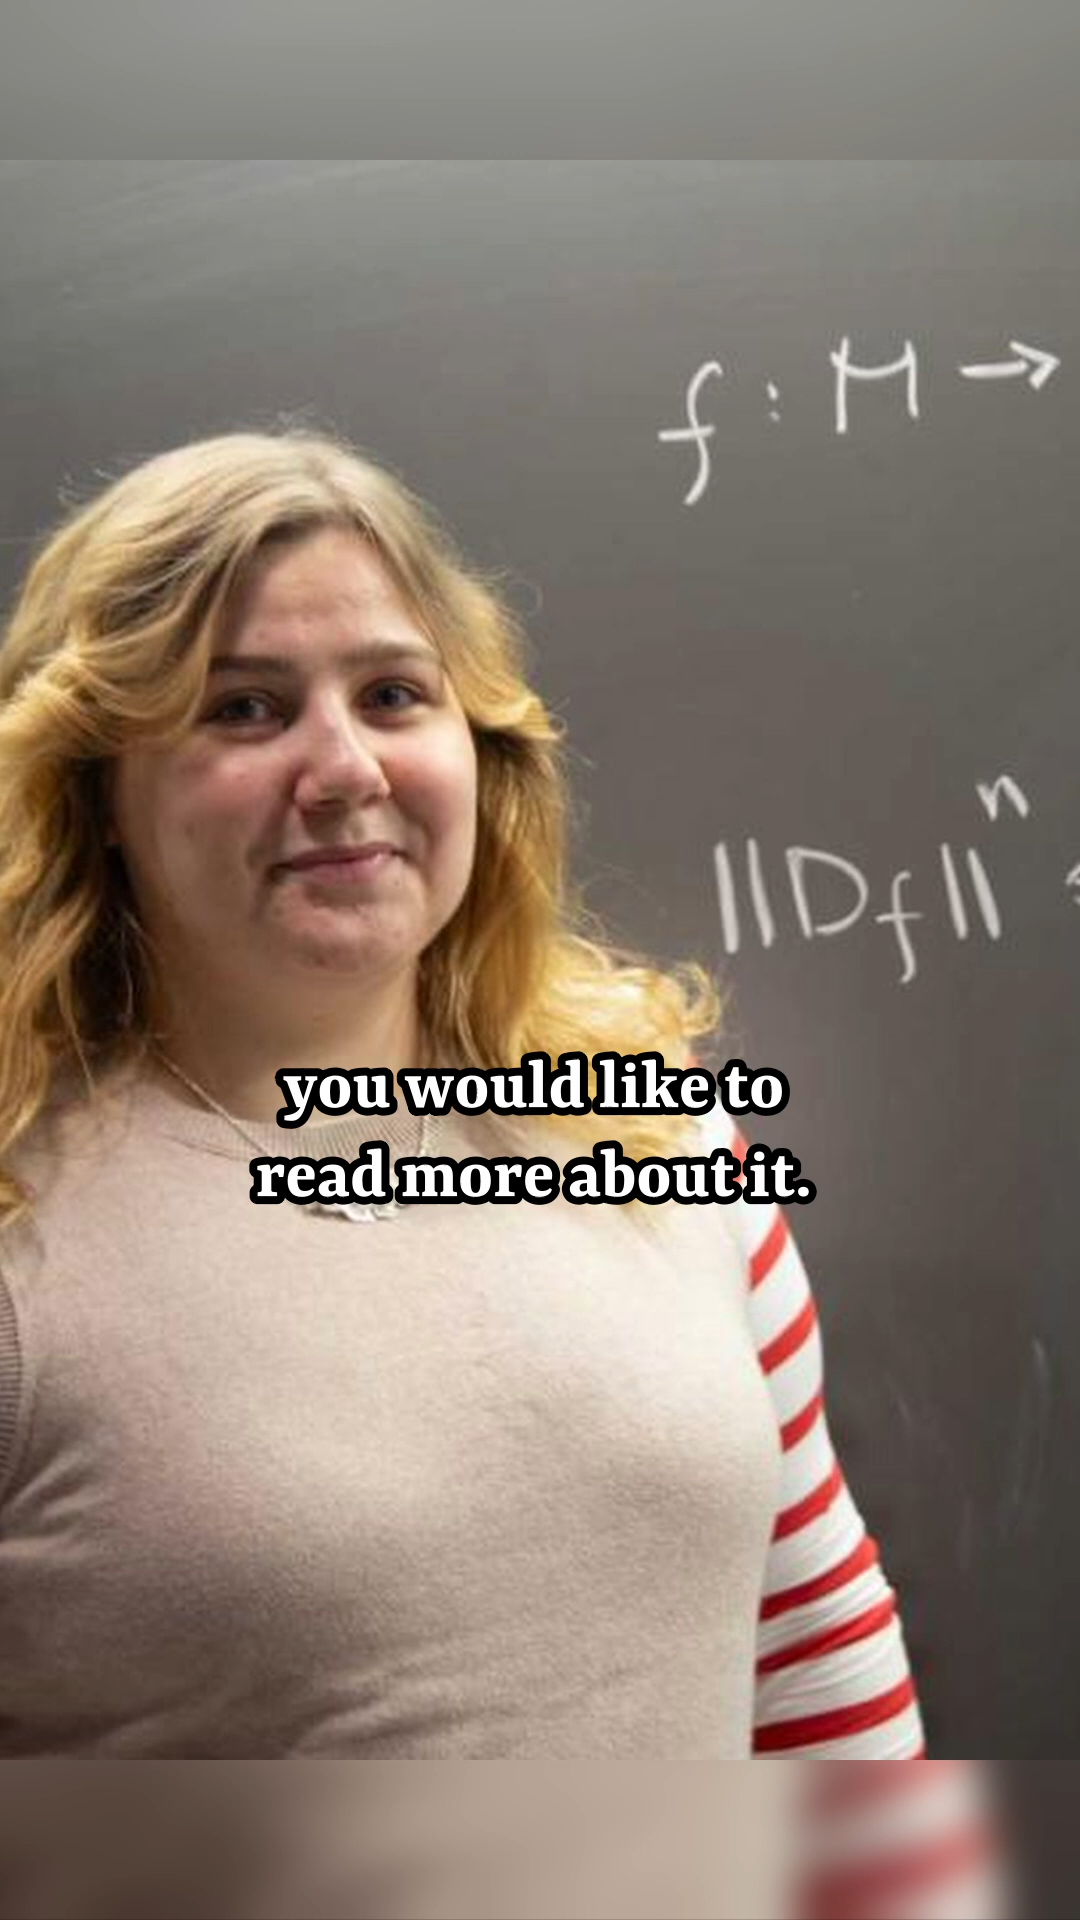 f : M →
||Df||ⁿ
you would like to
read more about it.